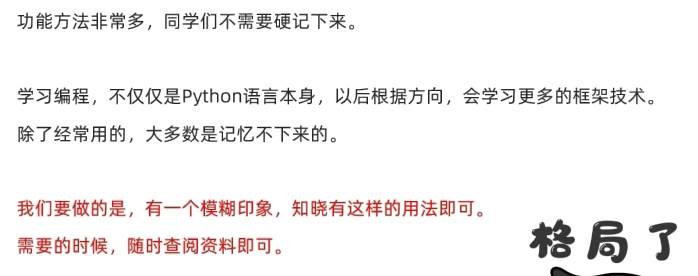 功能方法非常多，同学们不需要硬记下来。
学习编程，不仅仅是Python语言本身，以后根据方向，会学习更多的框架技术。
除了经常用的，大多数是记忆不下来的。
我们要做的是，有一个模糊印象，知晓有这样的用法即可。
需要的时候，随时查阅资料即可。
格局了